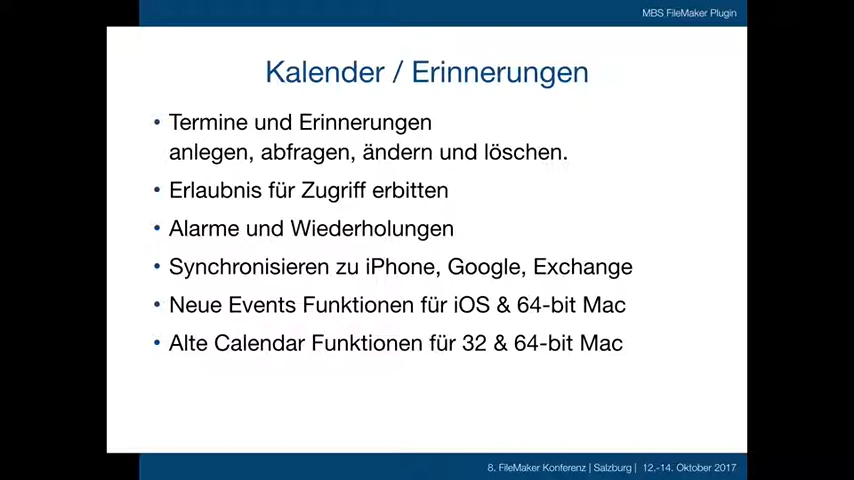 MBS FileMaker Plugin
Kalender / Erinnerungen
• Termine und Erinnerungen
anlegen, abfragen, ändern und löschen.
• Erlaubnis für Zugriff erbitten
• Alarme und Wiederholungen
• Synchronisieren zu iPhone, Google, Exchange
• Neue Events Funktionen für iOS & 64-bit Mac
• Alte Calendar Funktionen für 32 & 64-bit Mac
8. FileMaker Konferenz | Salzburg | 12.-14. Oktober 2017